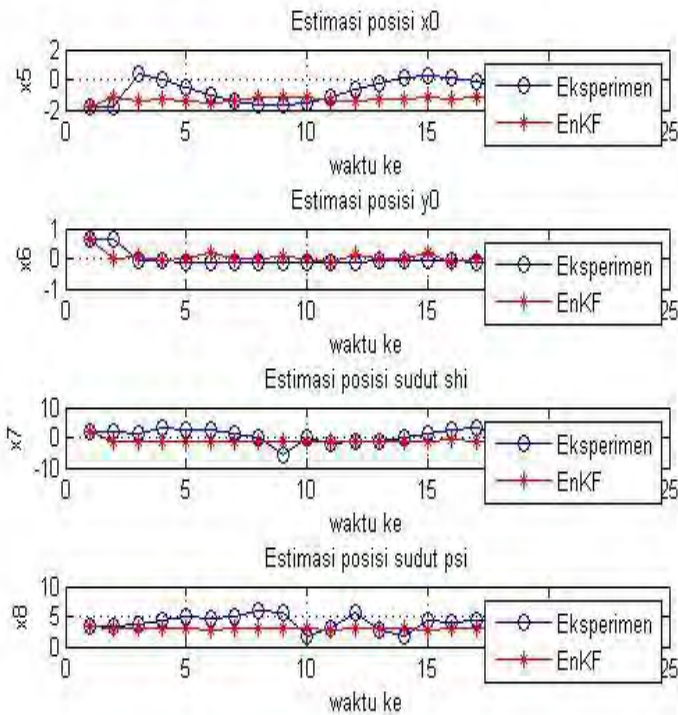 Estimasi posisi x0
2
0
-2
x5
Eksperimen
EnKF
0 5 10 15 25
waktu ke
Estimasi posisi y0
1
0
-1
x6
Eksperimen
EnKF
0 5 10 15 25
waktu ke
Estimasi posisi sudut shi
10
0
-10
x7
Eksperimen
EnKF
0 5 10 15 25
waktu ke
Estimasi posisi sudut psi
10
5
0
x8
Eksperimen
EnKF
0 5 10 15 25
waktu ke